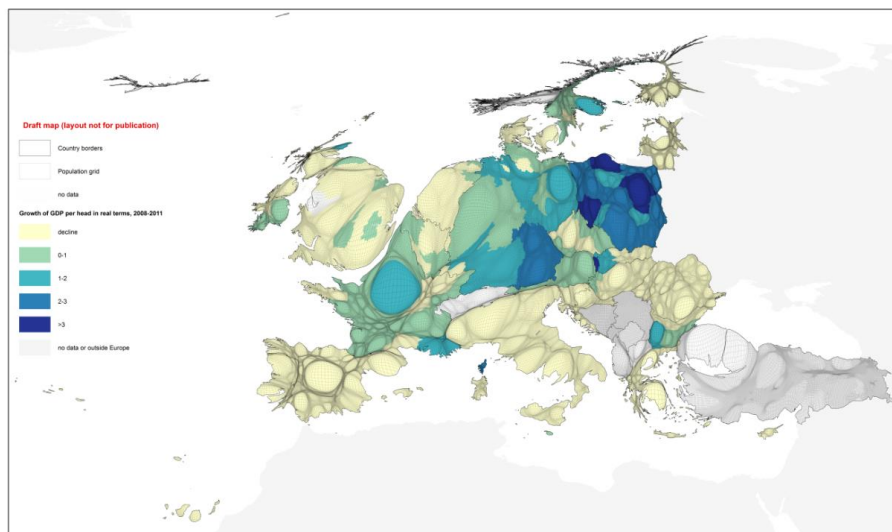 Draft map (layout not for publication)
Country borders
Population grid
no data
Growth of GDP per head in real terms, 2008-2011
decline
0-1
1-2
2-3
>3
no data or outside Europe